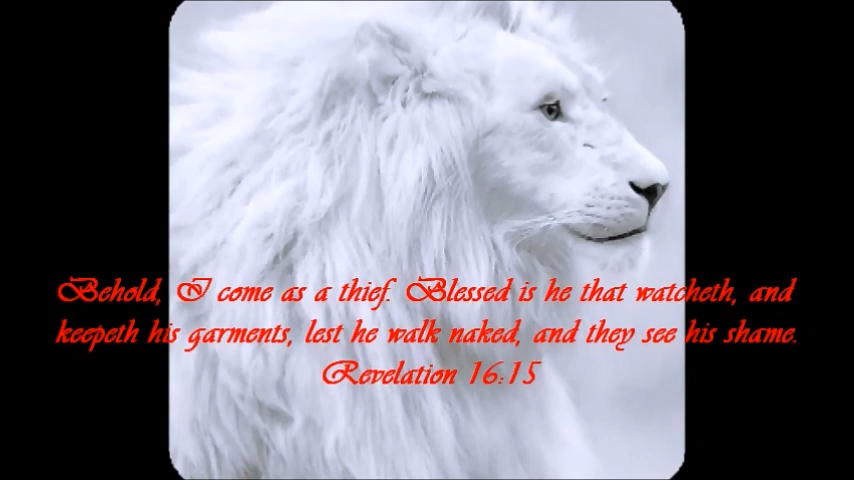 Behold, I come as a thief. Blessed is he that watcheth, and
keepeth his garments, lest he walk naked, and they see his shame.
Revelation 16:15